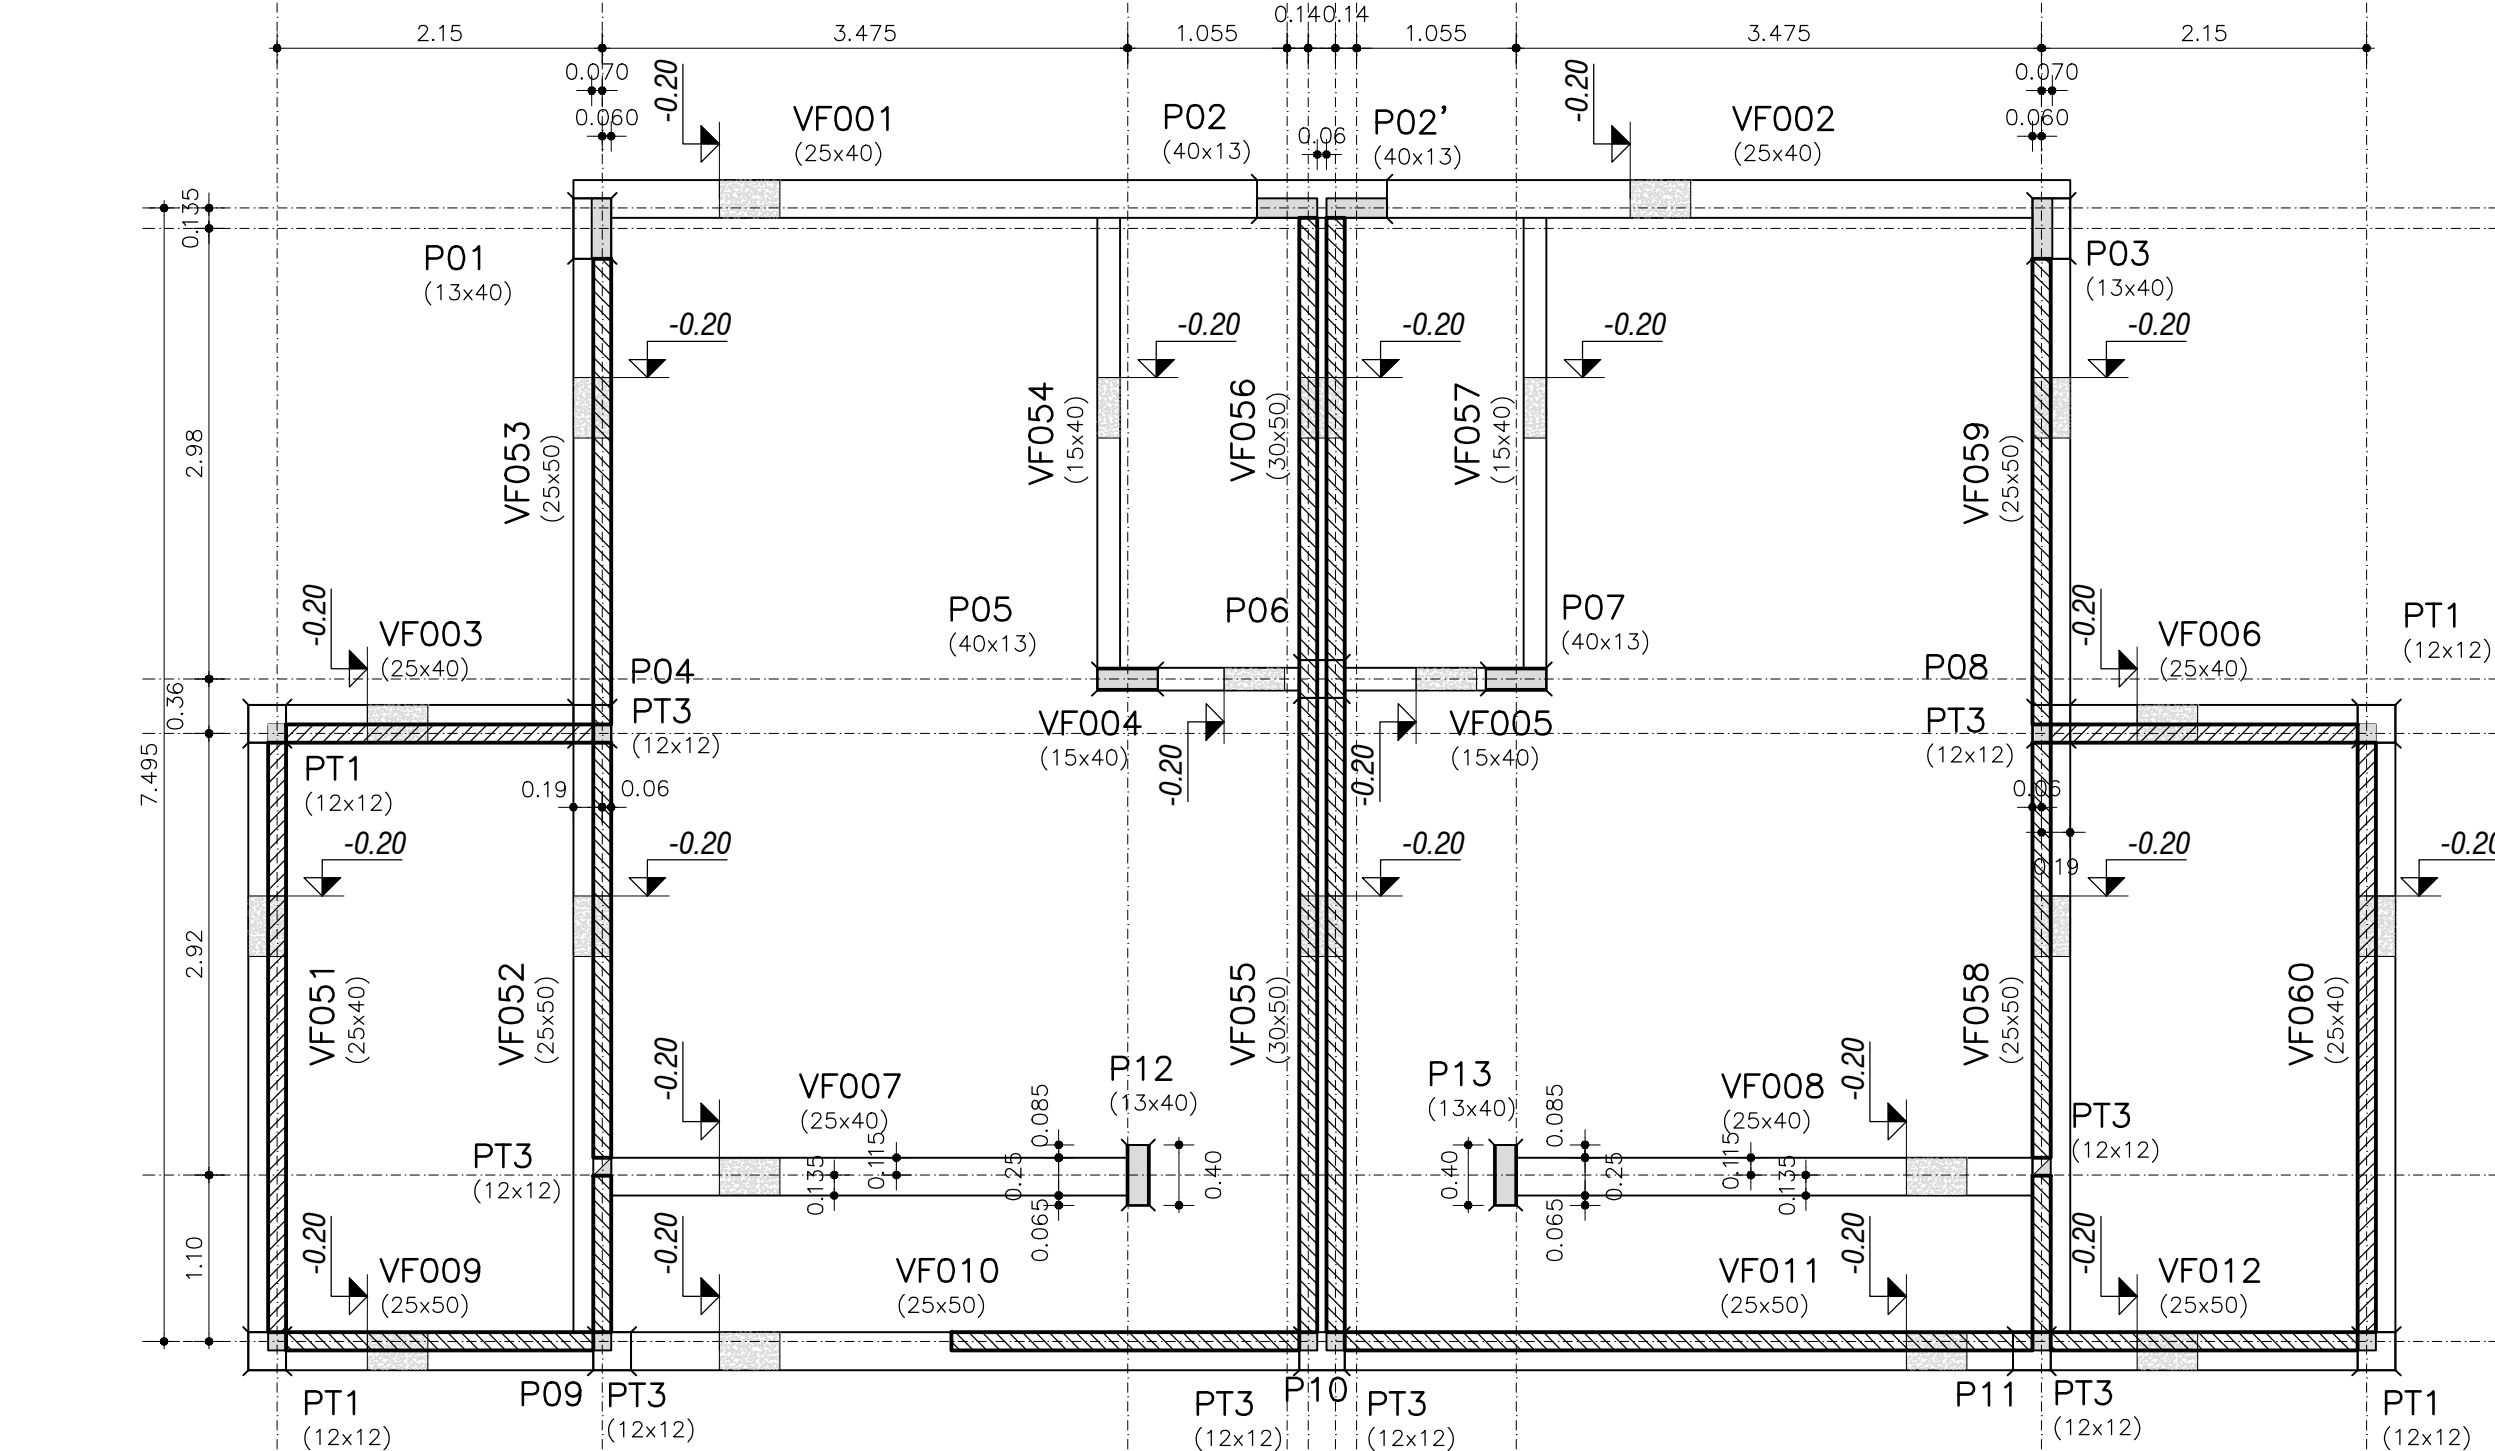 0.14 0.14
2.15
3.475
1.055
1.055
3.475
2.15
0.070
0.070
0.060
0.060
-0.20
-0.20
VF001
(25x40)
P02
(40x13)
0.06
P02'
(40x13)
VF002
(25x40)
0.135
P01
(13x40)
P03
(13x40)
-0.20
-0.20
-0.20
-0.20
-0.20
2.98
VF053
(25x50)
VF054
(15x40)
VF056
(30x50)
VF057
(15x40)
VF059
(25x50)
-0.20
VF003
(25x40)
P05
(40x13)
P06
P07
(40x13)
-0.20
VF006
(25x40)
PT1
(12x12)
P04
P08
0.36
PT3
(12x12)
VF004
(15x40)
-0.20
-0.20
VF005
(15x40)
PT3
(12x12)
7.495
PT1
(12x12)
0.19
0.06
0.06
-0.20
-0.20
-0.20
0.19
-0.20
-0.20
2.92
VF051
(25x40)
VF052
(25x50)
VF055
(30x50)
VF058
(25x50)
VF060
(25x40)
-0.20
VF007
(25x40)
0.085
P12
(13x40)
P13
(13x40)
0.085
VF008
(25x40)
-0.20
PT3
(12x12)
PT3
(12x12)
0.135
0.115
0.25
0.065
0.40
0.40
0.25
0.065
0.115
0.135
1.10
-0.20
VF009
(25x50)
-0.20
VF010
(25x50)
VF011
(25x50)
-0.20
-0.20
VF012
(25x50)
PT1
(12x12)
P09
PT3
(12x12)
PT3
(12x12)
P10
PT3
(12x12)
P11
PT3
(12x12)
PT1
(12x12)